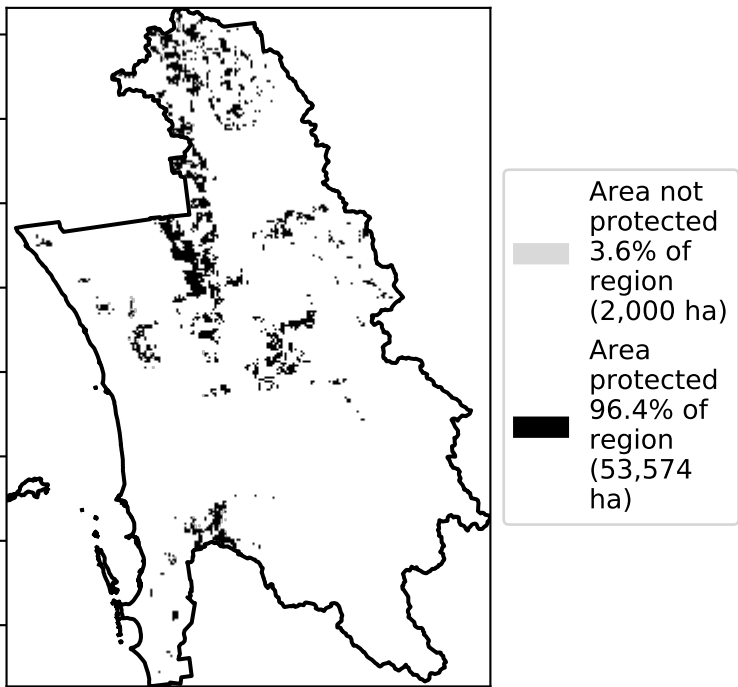 Area not
protected
3.6% of
region
(2,000 ha)
Area
protected
96.4% of
region
(53,574
ha)